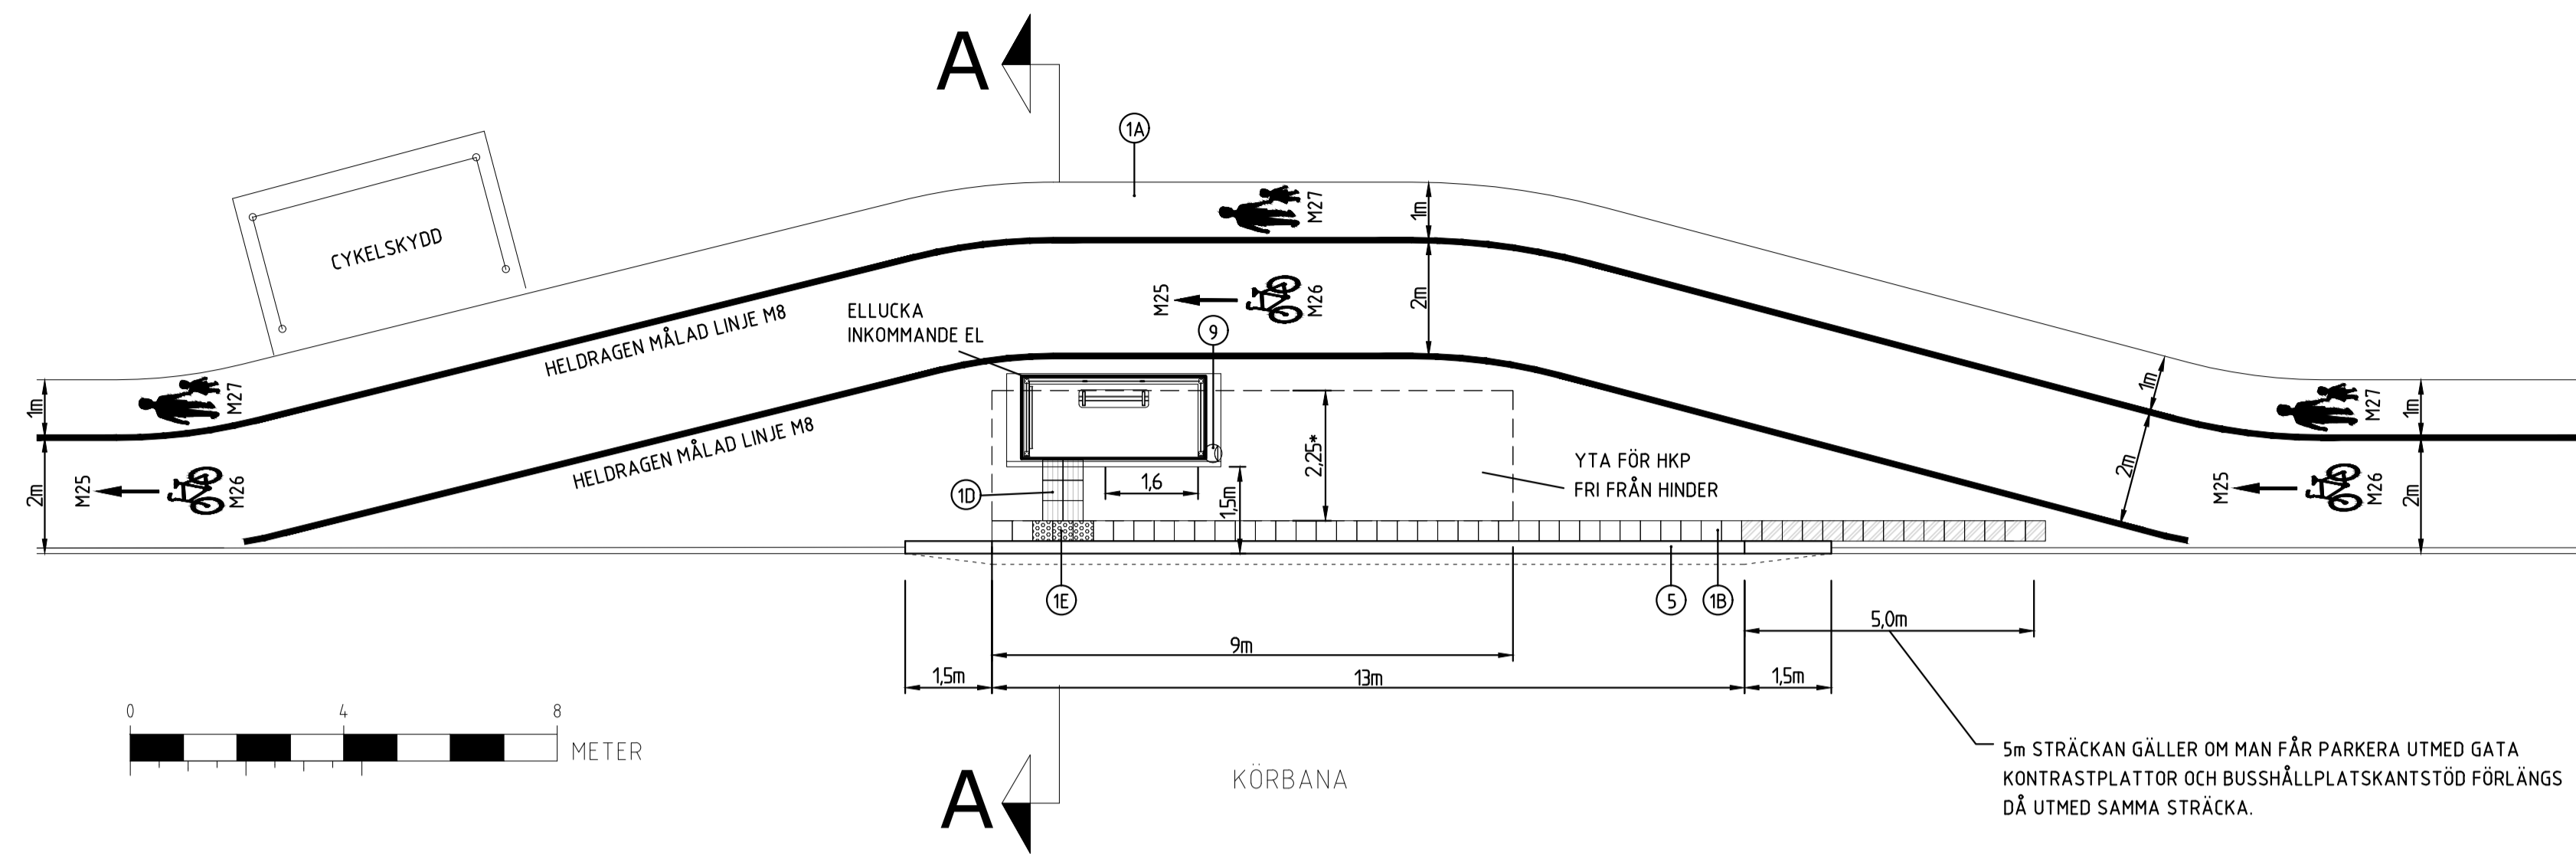 A
1A
CYKELSKYDD
M27
1m
HELDRAGEN MÅLAD LINJE M8
ELLUCKA
INKOMMANDE EL
M25
M26
2m
9
HELDRAGEN MÅLAD LINJE M8
1m
M27
2m
M25
M26
1D
1,6
1,5m
2,25*
YTA FÖR HKP
FRI FRÅN HINDER
1m
2m
M27
1m
M25
M26
2m
1E
5
1B
5,0m
9m
1,5m
13m
1,5m
0
4
8
METER
KÖRBANA
A
5m STRÄCKAN GÄLLER OM MAN FÅR PARKERA UTMED GATA
KONTRASTPLATTOR OCH BUSSHÅLLPLATSKANTSTÖD FÖRLÄNGS
DÅ UTMED SAMMA STRÄCKA.